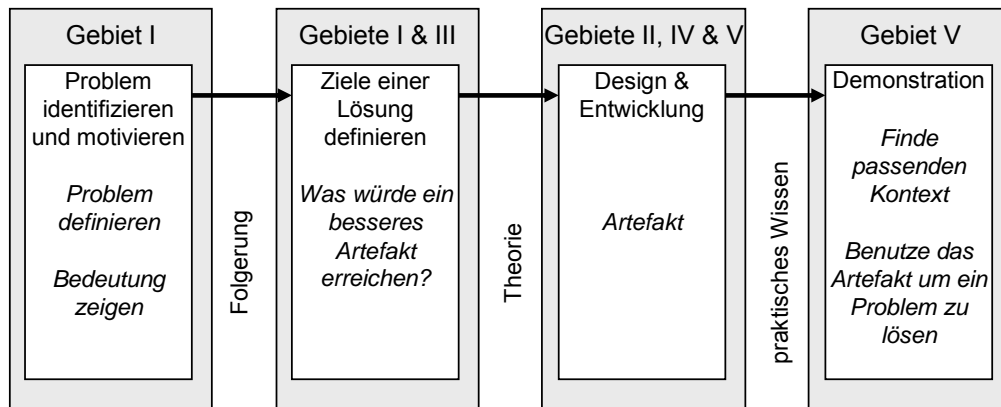 Gebiet I
Problem
identifizieren
und motivieren
Problem
definieren
Bedeutung
zeigen
Folgerung
Gebiete I & III
Ziele einer
Lösung
definieren
Was würde ein
besseres
Artefakt
erreichen?
Theorie
Gebiete II, IV & V
Design &
Entwicklung
Artefakt
praktisches Wissen
Gebiet V
Demonstration
Finde
passenden
Kontext
Benutze das
Artefakt um ein
Problem zu
lösen